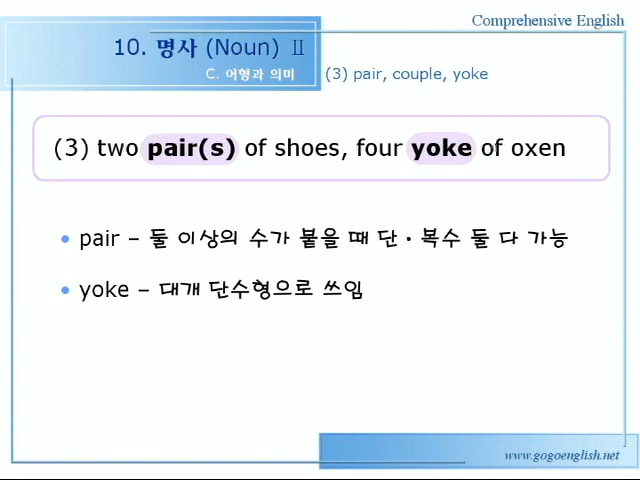 Comprehensive English
10. 명사 (Noun) Ⅱ
C. 어형과 의미
(3) pair, couple, yoke
(3) two pair(s) of shoes, four yoke of oxen
• pair – 둘 이상의 수가 붙을 때 단·복수 둘 다 가능
• yoke – 대개 단수형으로 쓰임
www.gogoenglish.net